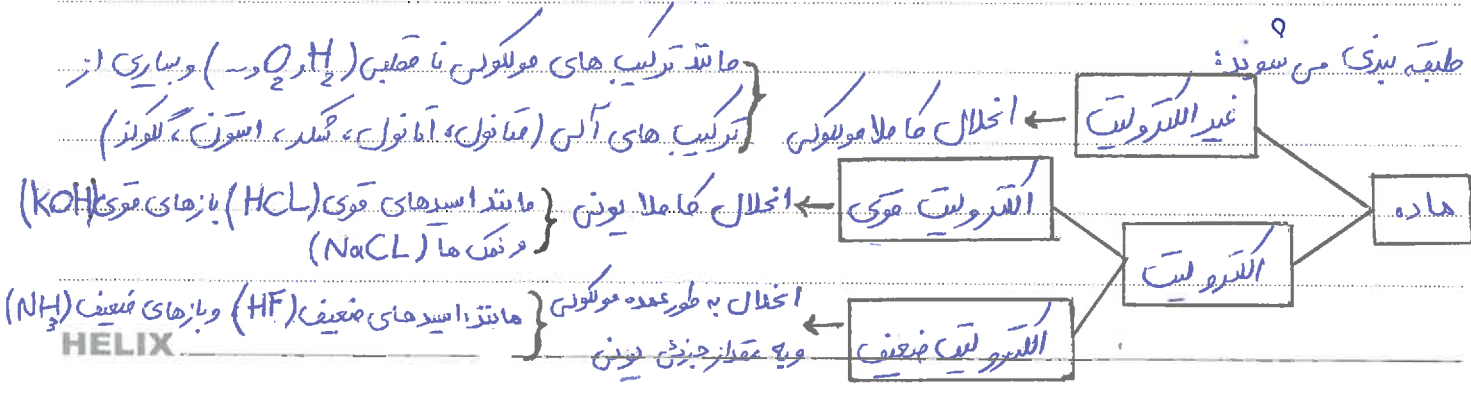 طبقه بندی می شوند:
ماده
غیر الکترولیت ← انحلال کاملا مولکولی { مانند ترکیب های مولکولی نا قطبی (H₂ و O₂ و ...) و بسیاری از
ترکیب های آلی (متانول، اتانول، شکر، استون، گلوکز)
الکترولیت
الکترولیت قوی ← انحلال کاملا یونی { مانند اسیدهای قوی (HCL) بازهای قوی (KOH)
و نمک ها (NaCL)
الکترولیت ضعیف ← انحلال به طور عمده مولکولی
وبه مقدار جزئی یونی { مانند اسیدهای ضعیف (HF) وبازهای ضعیف (NH₃)
HELIX